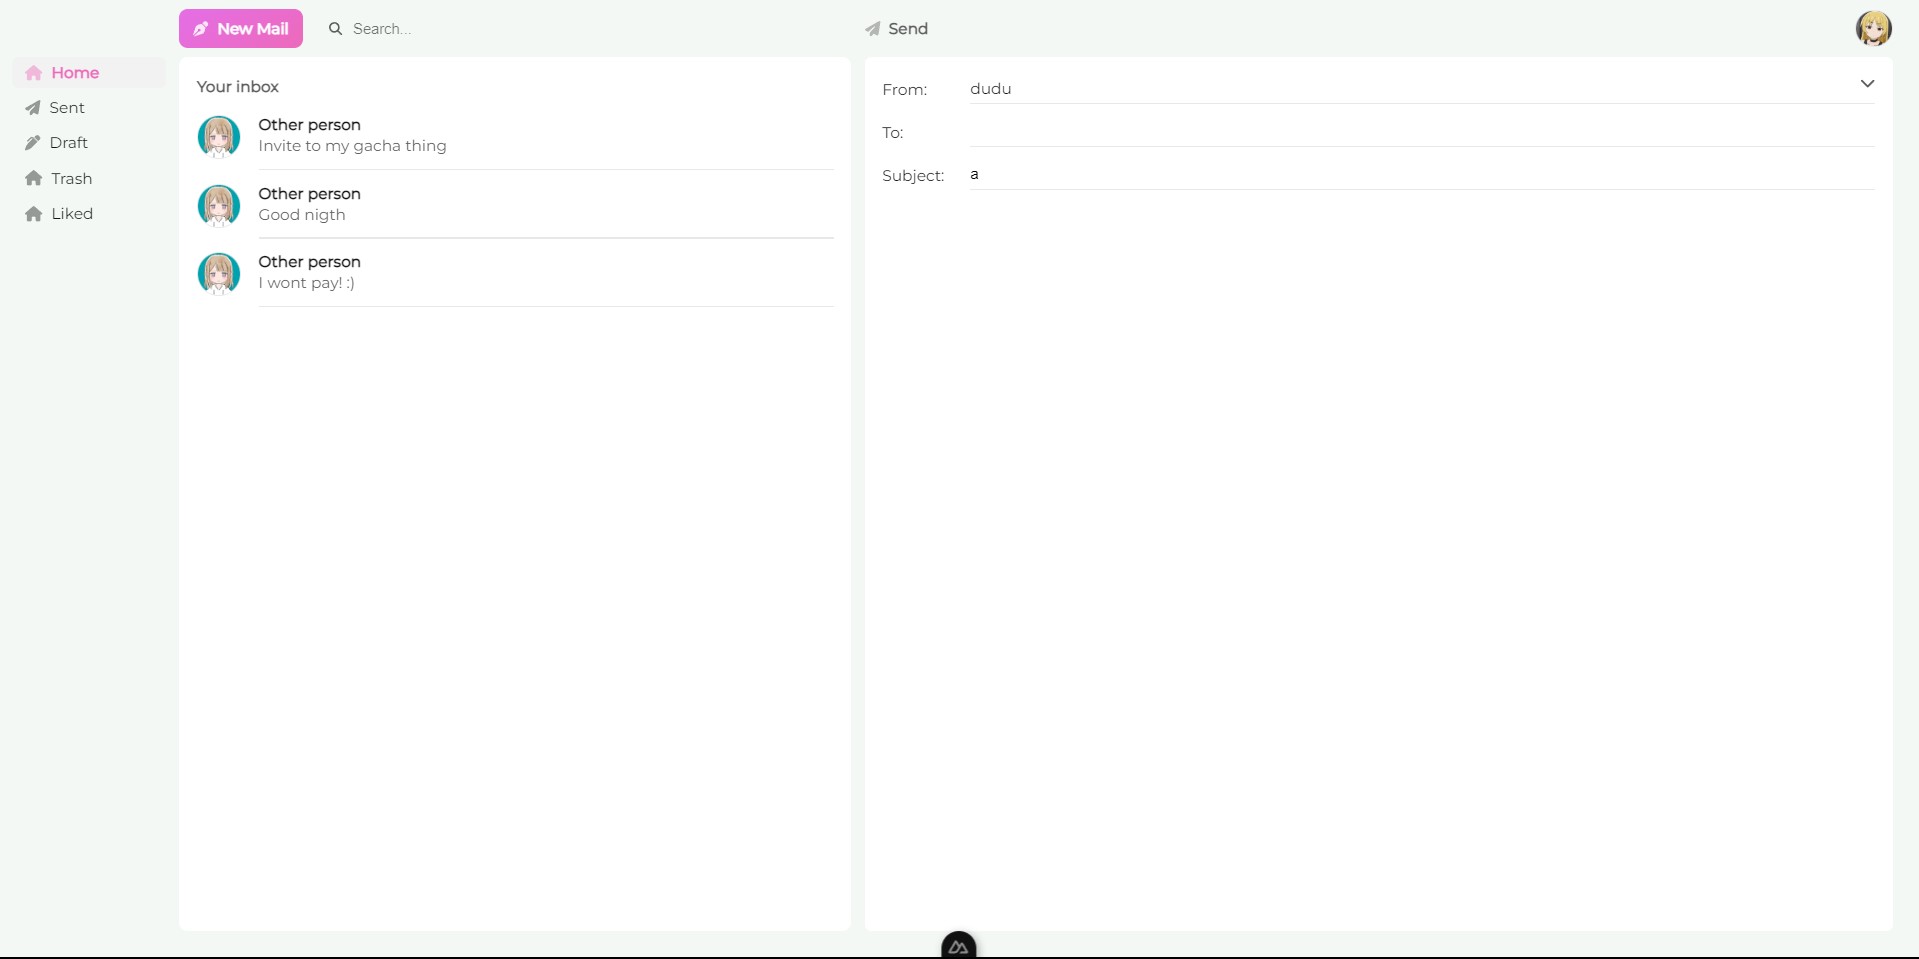 New Mail
Search...
Send
Home
Sent
Draft
Trash
Liked
Your inbox
Other person
Invite to my gacha thing
Other person
Good nigth
Other person
I wont pay! :)
From: dudu
To:
Subject: a